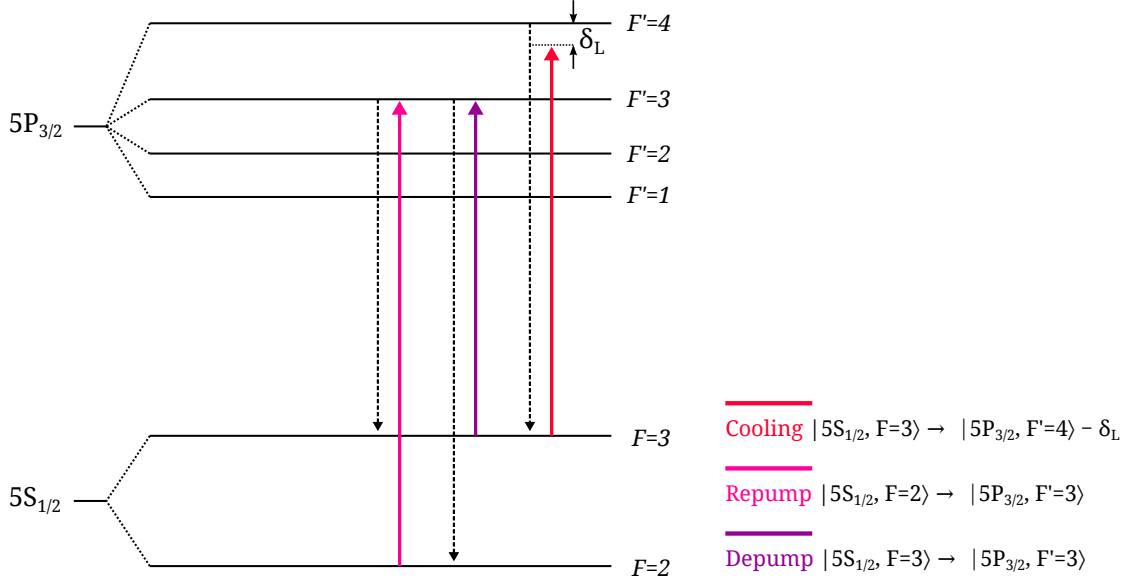 F'=4
δL
F'=3
5P3/2
F'=2
F'=1
F=3
5S1/2
F=2
Cooling |5S1/2, F=3⟩ → |5P3/2, F'=4⟩ − δL
Repump |5S1/2, F=2⟩ → |5P3/2, F'=3⟩
Depump |5S1/2, F=3⟩ → |5P3/2, F'=3⟩